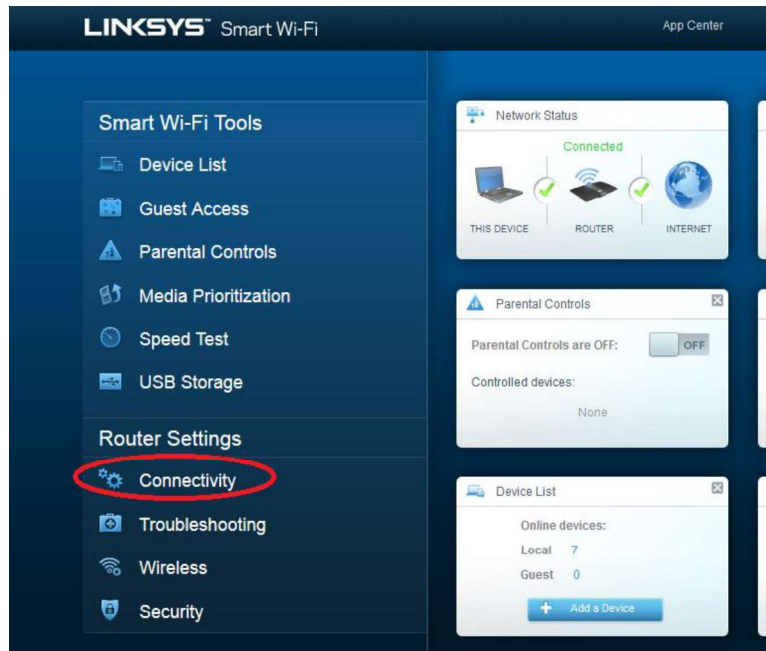 LINKSYS™ Smart Wi-Fi
App Center
Smart Wi-Fi Tools
Device List
Guest Access
Parental Controls
Media Prioritization
Speed Test
USB Storage
Router Settings
Connectivity
Troubleshooting
Wireless
Security
Network Status
Connected
THIS DEVICE ROUTER INTERNET
Parental Controls
Parental Controls are OFF: OFF
Controlled devices:
None
Device List
Online devices:
Local 7
Guest 0
Add a Device